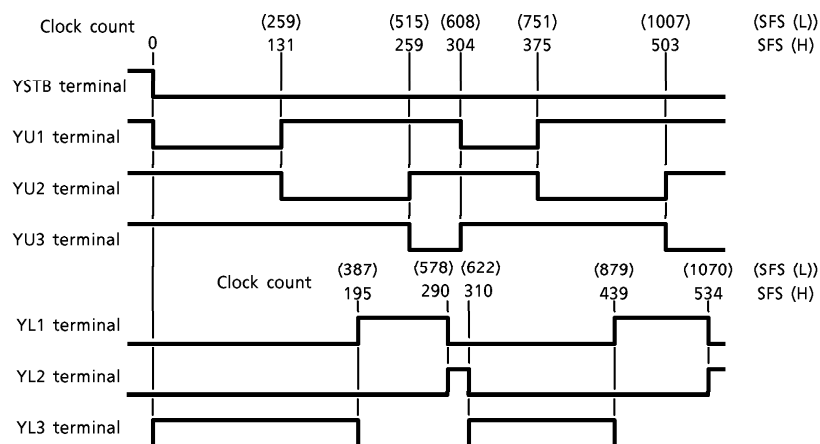 (259) (515) (608) (751) (1007) (SFS (L))
Clock count
0 131 259 304 375 503 SFS (H)
YSTB terminal
YU1 terminal
YU2 terminal
YU3 terminal
(387) (578) (622) (879) (1070) (SFS (L))
Clock count
195 290 310 439 534 SFS (H)
YL1 terminal
YL2 terminal
YL3 terminal